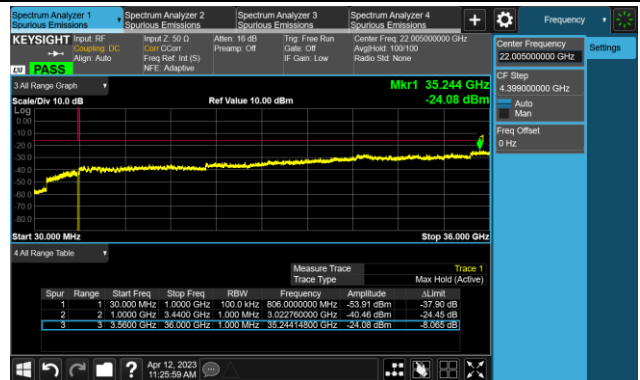 Spectrum Analyzer 1
Spurious Emissions
Spectrum Analyzer 2
Spurious Emissions
Spectrum Analyzer 3
Spurious Emissions
Spectrum Analyzer 4
Spurious Emissions
+
Frequency
KEYSIGHT
Input: RF
Coupling: DC
Align: Auto
Input Z: 50 Ω
Corr CCorr
Freq Ref: Int (S)
NFE: Adaptive
Atten: 16 dB
Preamp: Off
Trig: Free Run
Gate: Off
IF Gain: Low
Center Freq: 22.005000000 GHz
Avg|Hold: 100/100
Radio Std: None
LXI PASS
Center Frequency
22.005000000 GHz
Settings
CF Step
4.399000000 GHz
Auto
Man
Freq Offset
0 Hz
3 All Range Graph
Mkr1 35.244 GHz
-24.08 dBm
Scale/Div 10.0 dB
Ref Value 10.00 dBm
Log
0.00
-10.0
-20.0
-30.0
-40.0
-50.0
-60.0
-70.0
-80.0
Start 30.000 MHz
Stop 36.000 GHz
4 All Range Table
Measure Trace Trace 1
Trace Type Max Hold (Active)
Spur Range Start Freq Stop Freq RBW Frequency Amplitude ΔLimit
1 1 30.000 MHz 1.0000 GHz 100.0 kHz 806.0000000 MHz -53.91 dBm -37.90 dB
2 2 1.0000 GHz 3.4400 GHz 1.000 MHz 3.022760000 GHz -40.46 dBm -24.45 dB
3 3 3.5600 GHz 36.000 GHz 1.000 MHz 35.24414800 GHz -24.08 dBm -8.065 dB
?
Apr 12, 2023
11:25:59 AM